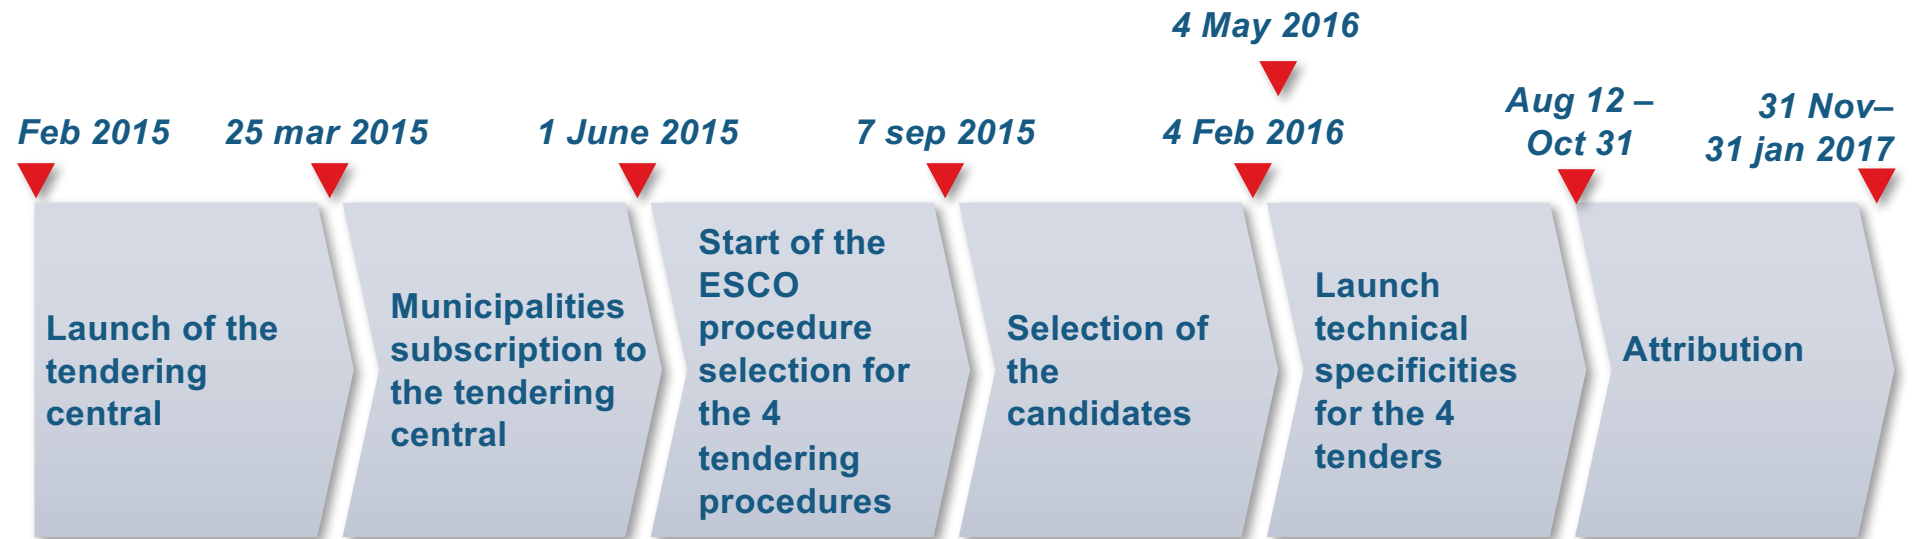 4 May 2016
Feb 2015
25 mar 2015
1 June 2015
7 sep 2015
4 Feb 2016
Aug 12 –
Oct 31
31 Nov–
31 jan 2017
Launch of the
tendering
central
Municipalities
subscription to
the tendering
central
Start of the
ESCO
procedure
selection for
the 4
tendering
procedures
Selection of
the
candidates
Launch
technical
specificities
for the 4
tenders
Attribution